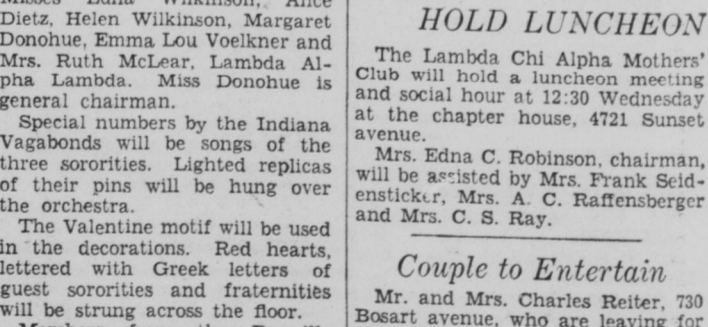 Misses Edna Wilkinson, Alice
Dietz, Helen Wilkinson, Margaret
Donohue, Emma Lou Voelkner and
Mrs. Ruth McLear, Lambda Al-
pha Lambda. Miss Donohue is
general chairman.
Special numbers by the Indiana
Vagabonds will be songs of the
three sororities. Lighted replicas
of their pins will be hung over
the orchestra.
The Valentine motif will be used
in the decorations. Red hearts,
lettered with Greek letters of
guest sororities and fraternities
will be strung across the floor.
HOLD LUNCHEON
The Lambda Chi Alpha Mothers'
Club will hold a luncheon meeting
and social hour at 12:30 Wednesday
at the chapter house, 4721 Sunset
avenue.
Mrs. Edna C. Robinson, chairman,
will be assisted by Mrs. Frank Seid-
ensticker, Mrs. A. C. Raffensberger
and Mrs. C. S. Ray.
Couple to Entertain
Mr. and Mrs. Charles Reiter, 730
Bosart avenue, who are leaving for